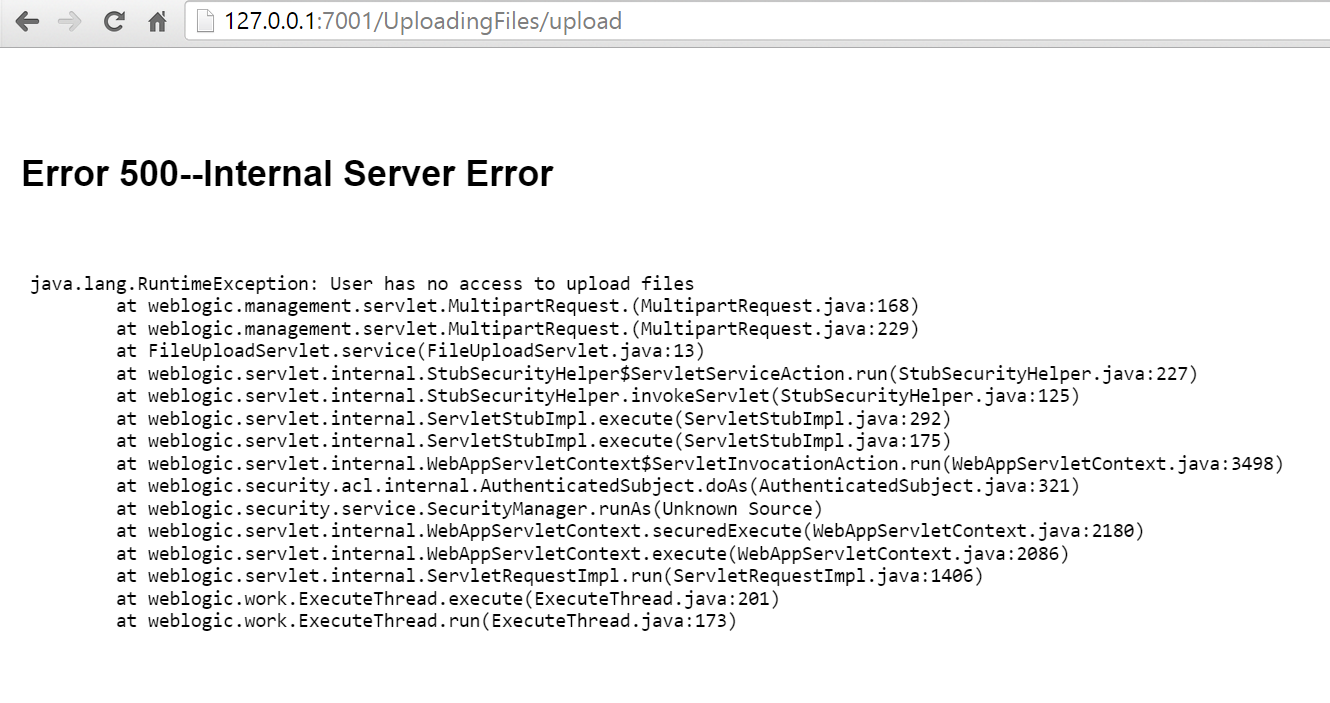 127.0.0.1:7001/UploadingFiles/upload
Error 500--Internal Server Error
java.lang.RuntimeException: User has no access to upload files
at weblogic.management.servlet.MultipartRequest.(MultipartRequest.java:168)
at weblogic.management.servlet.MultipartRequest.(MultipartRequest.java:229)
at FileUploadServlet.service(FileUploadServlet.java:13)
at weblogic.servlet.internal.StubSecurityHelper$ServletServiceAction.run(StubSecurityHelper.java:227)
at weblogic.servlet.internal.StubSecurityHelper.invokeServlet(StubSecurityHelper.java:125)
at weblogic.servlet.internal.ServletStubImpl.execute(ServletStubImpl.java:292)
at weblogic.servlet.internal.ServletStubImpl.execute(ServletStubImpl.java:175)
at weblogic.servlet.internal.WebAppServletContext$ServletInvocationAction.run(WebAppServletContext.java:3498)
at weblogic.security.acl.internal.AuthenticatedSubject.doAs(AuthenticatedSubject.java:321)
at weblogic.security.service.SecurityManager.runAs(Unknown Source)
at weblogic.servlet.internal.WebAppServletContext.securedExecute(WebAppServletContext.java:2180)
at weblogic.servlet.internal.WebAppServletContext.execute(WebAppServletContext.java:2086)
at weblogic.servlet.internal.ServletRequestImpl.run(ServletRequestImpl.java:1406)
at weblogic.work.ExecuteThread.execute(ExecuteThread.java:201)
at weblogic.work.ExecuteThread.run(ExecuteThread.java:173)